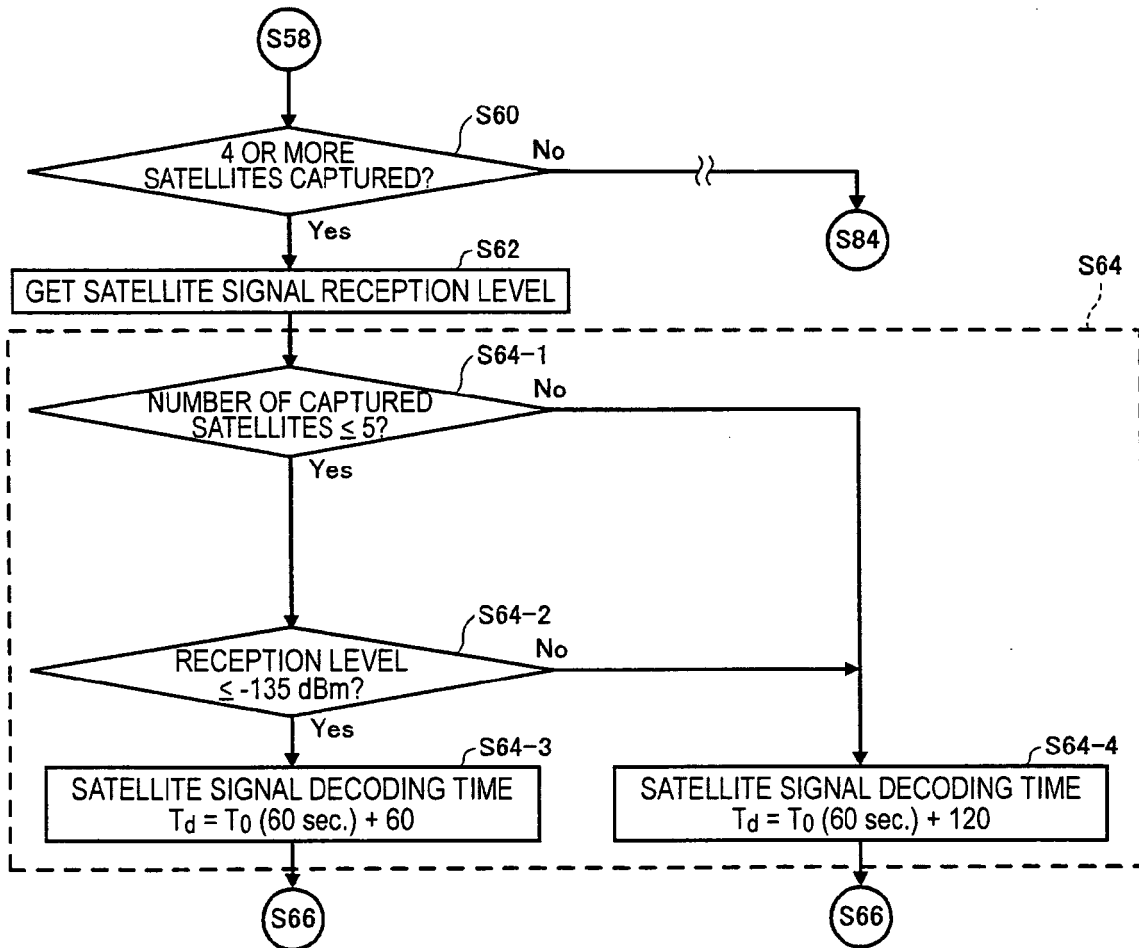 S58
S60
4 OR MORE
SATELLITES CAPTURED?
No
Yes
S84
S62
GET SATELLITE SIGNAL RECEPTION LEVEL
S64
S64-1
NUMBER OF CAPTURED
SATELLITES ≤ 5?
No
Yes
S64-2
RECEPTION LEVEL
≤ -135 dBm?
No
Yes
S64-3
SATELLITE SIGNAL DECODING TIME
Td = T0 (60 sec.) + 60
S64-4
SATELLITE SIGNAL DECODING TIME
Td = T0 (60 sec.) + 120
S66
S66